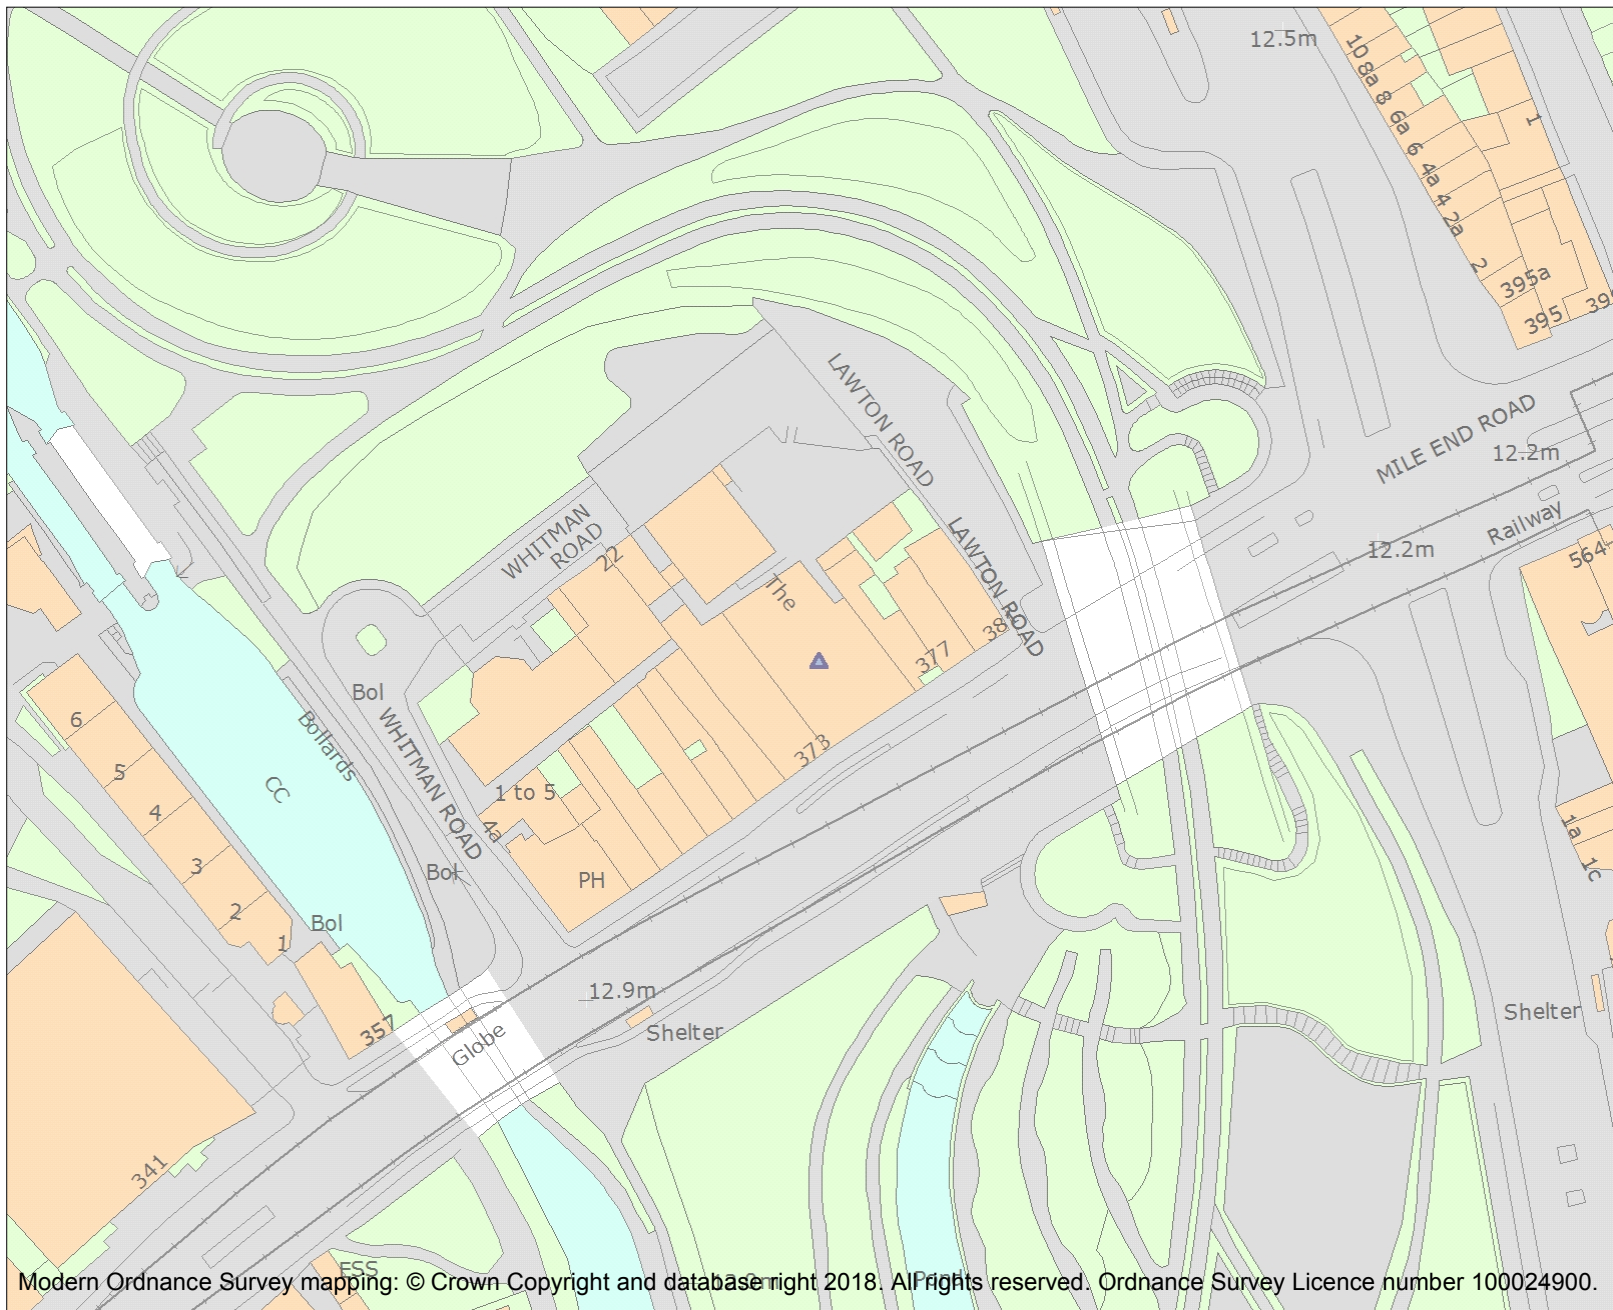 12.5m
10
8a
8
6a
6
4a
4
2a
2
1
395a
395
LAWTON ROAD
MILE END ROAD
12.2m
Railway
12.2m
564
WHITMAN
ROAD
22
The
LAWTON ROAD
38
377
373
Bol
Bollards
WHITMAN ROAD
CC
6
5
4
3
2
1
1 to 5
4a
Bol
PH
Bol
1a
1c
12.9m
357
Globe
Shelter
Shelter
341
ESS
Pond
Modern Ordnance Survey mapping: © Crown Copyright and database right 2018. All rights reserved. Ordnance Survey Licence number 100024900.